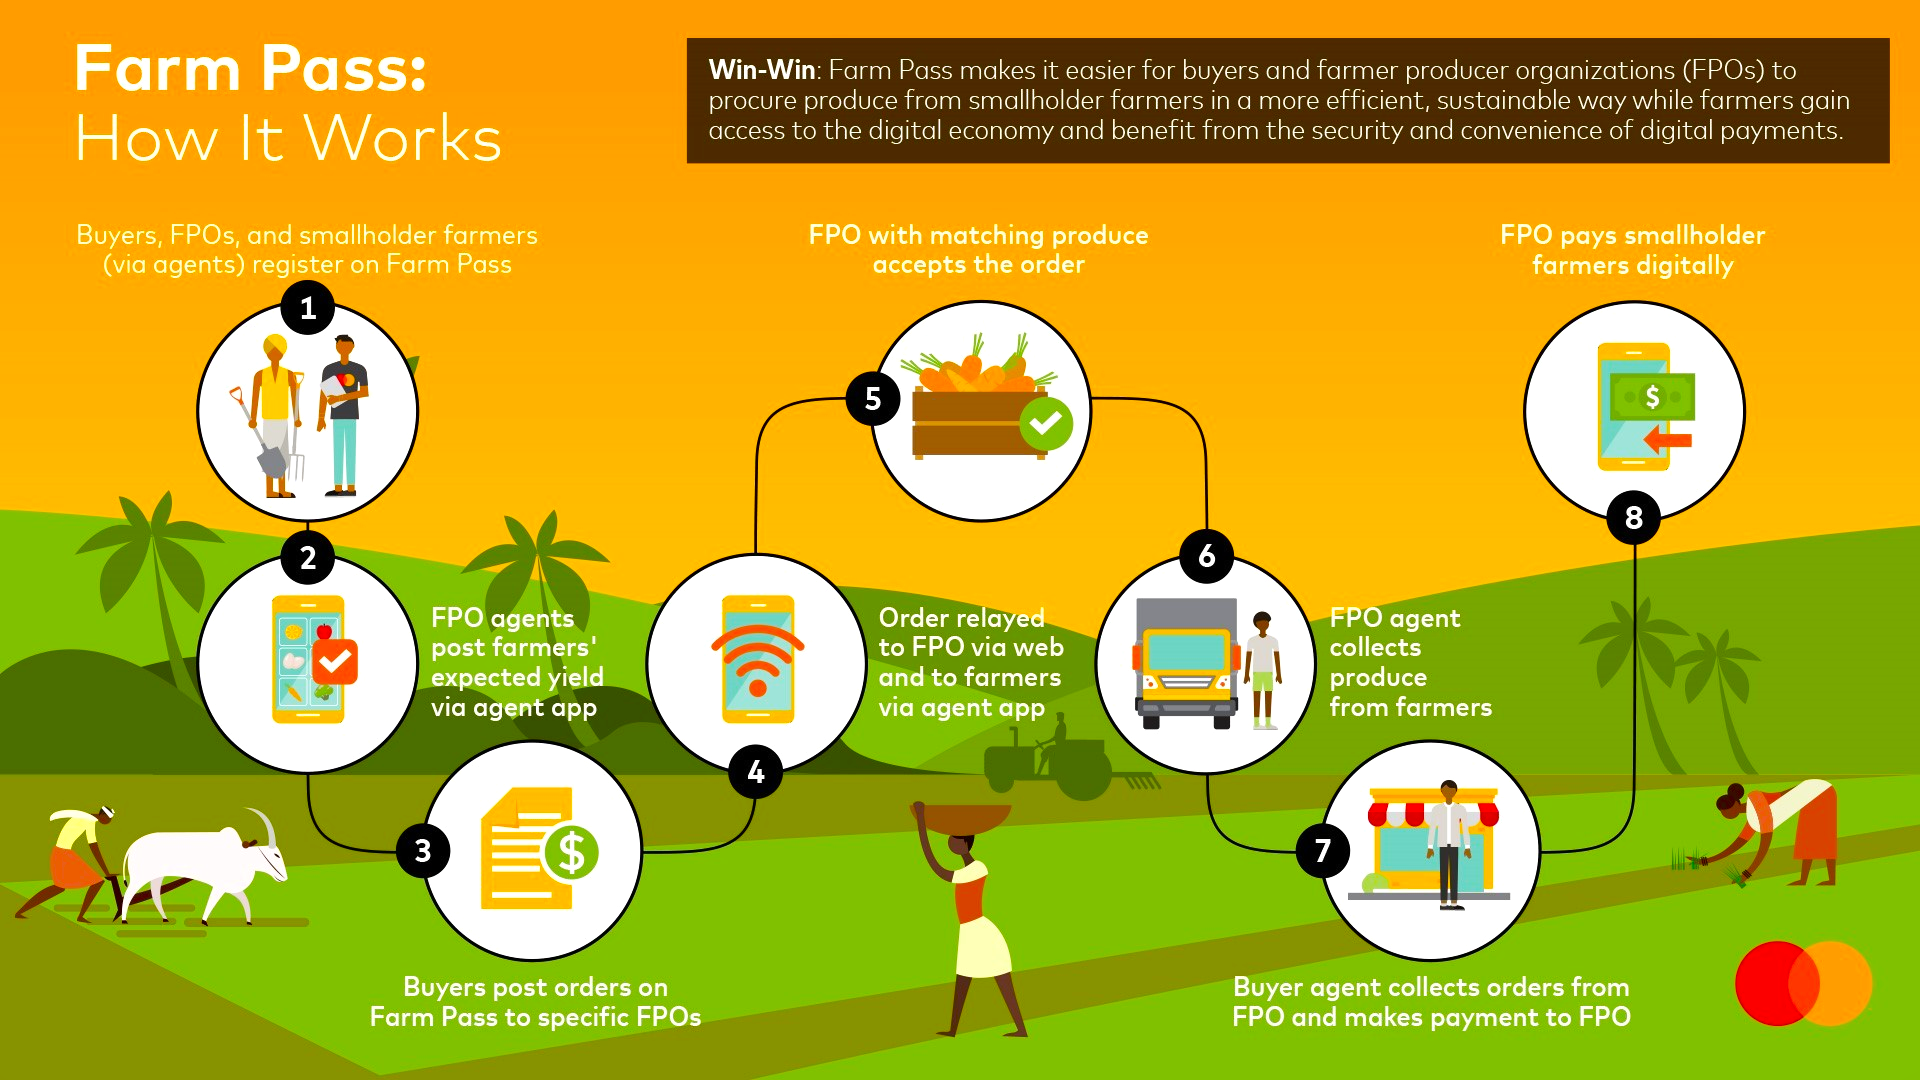 Farm Pass:
How It Works
Win-Win: Farm Pass makes it easier for buyers and farmer producer organizations (FPOs) to
procure produce from smallholder farmers in a more efficient, sustainable way while farmers gain
access to the digital economy and benefit from the security and convenience of digital payments.
Buyers, FPOs, and smallholder farmers
(via agents) register on Farm Pass
1
2
FPO agents
post farmers'
expected yield
via agent app
3
$
Buyers post orders on
Farm Pass to specific FPOs
4
Order relayed
to FPO via web
and to farmers
via agent app
FPO with matching produce
accepts the order
5
6
FPO agent
collects
produce
from farmers
7
Buyer agent collects orders from
FPO and makes payment to FPO
FPO pays smallholder
farmers digitally
$
8